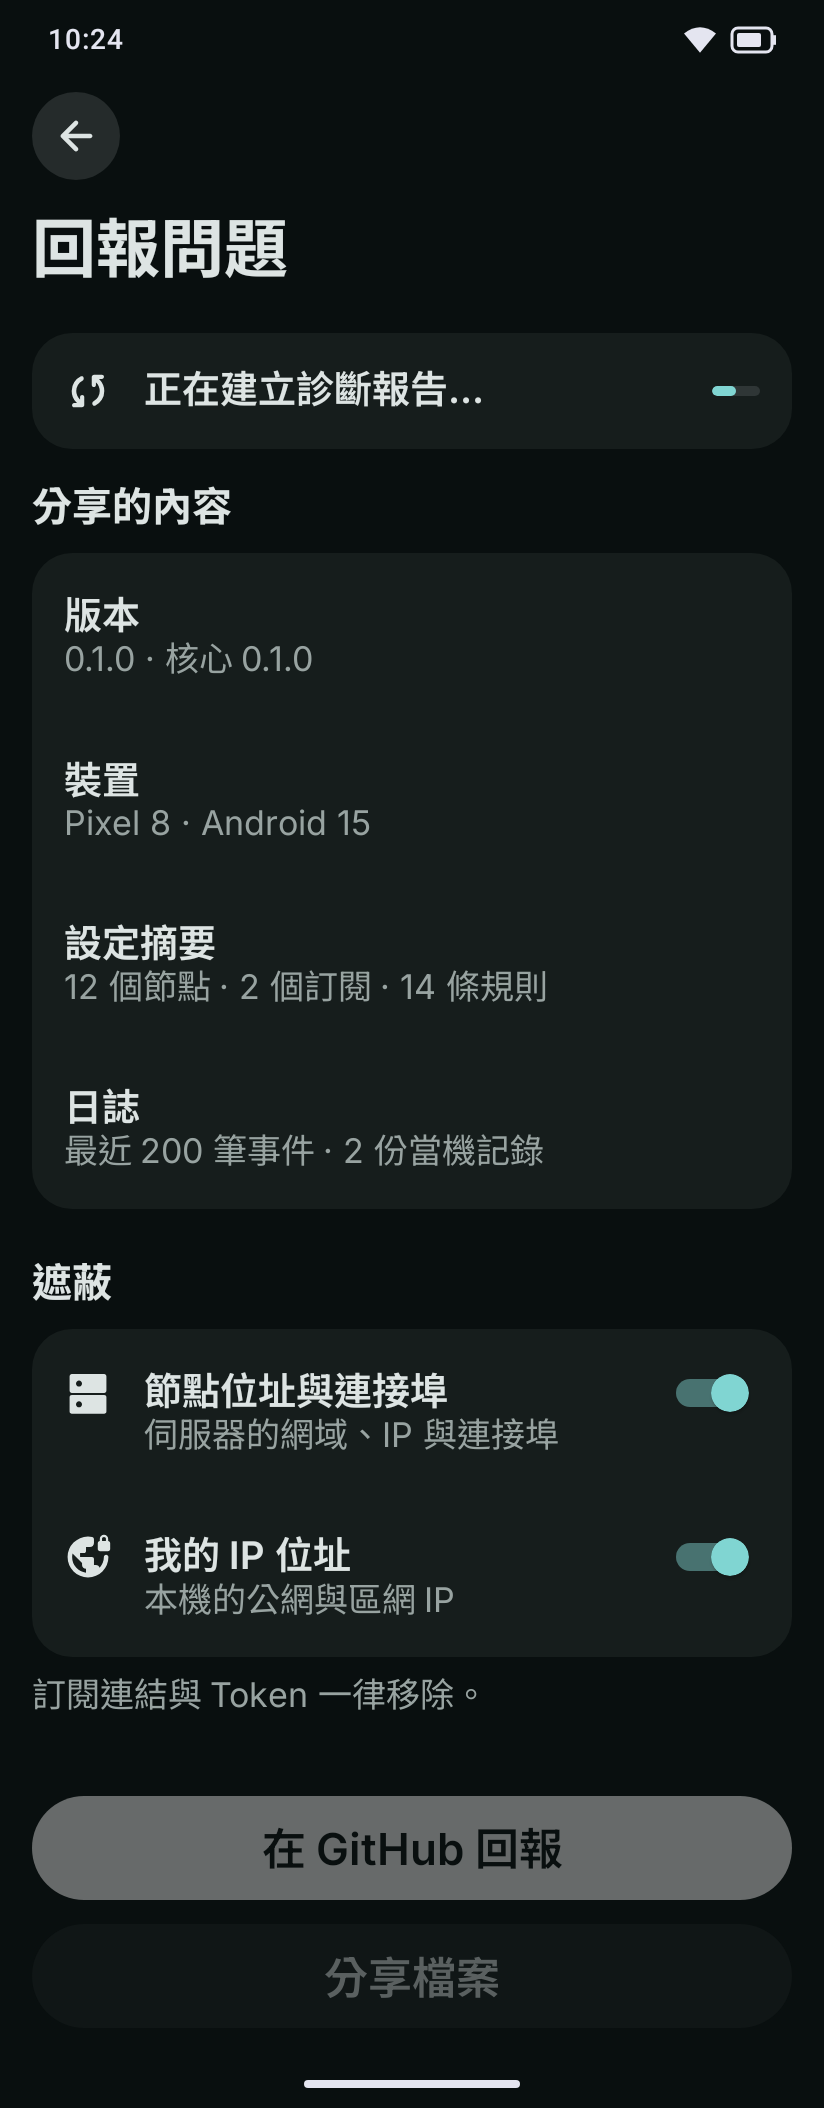 10:24
回報問題
正在建立診斷報告…
分享的內容
版本
0.1.0 · 核心 0.1.0
裝置
Pixel 8 · Android 15
設定摘要
12 個節點 · 2 個訂閱 · 14 條規則
日誌
最近 200 筆事件 · 2 份當機記錄
遮蔽
節點位址與連接埠
伺服器的網域、IP 與連接埠
我的 IP 位址
本機的公網與區網 IP
訂閱連結與 Token 一律移除。
在 GitHub 回報
分享檔案